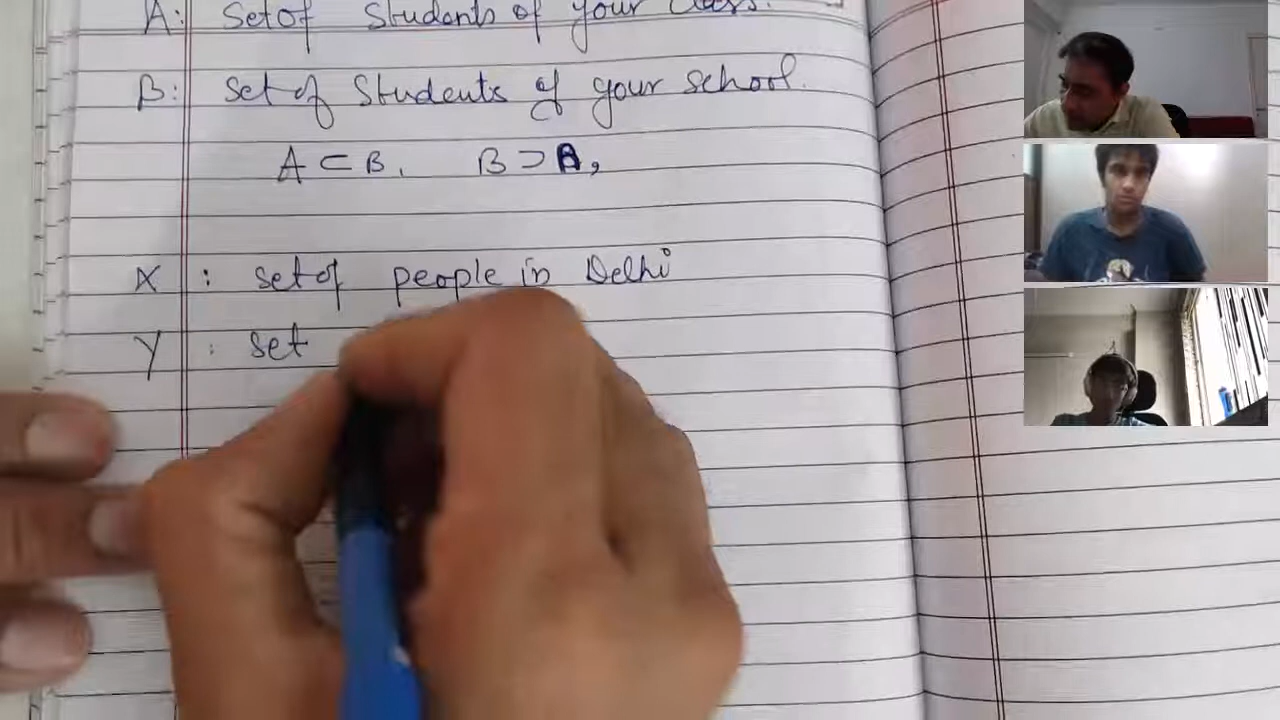 A: Set of Students of your class.
B: Set of Students of your school.
A ⊂ B, B ⊃ A,
X : set of people in Delhi
Y : set